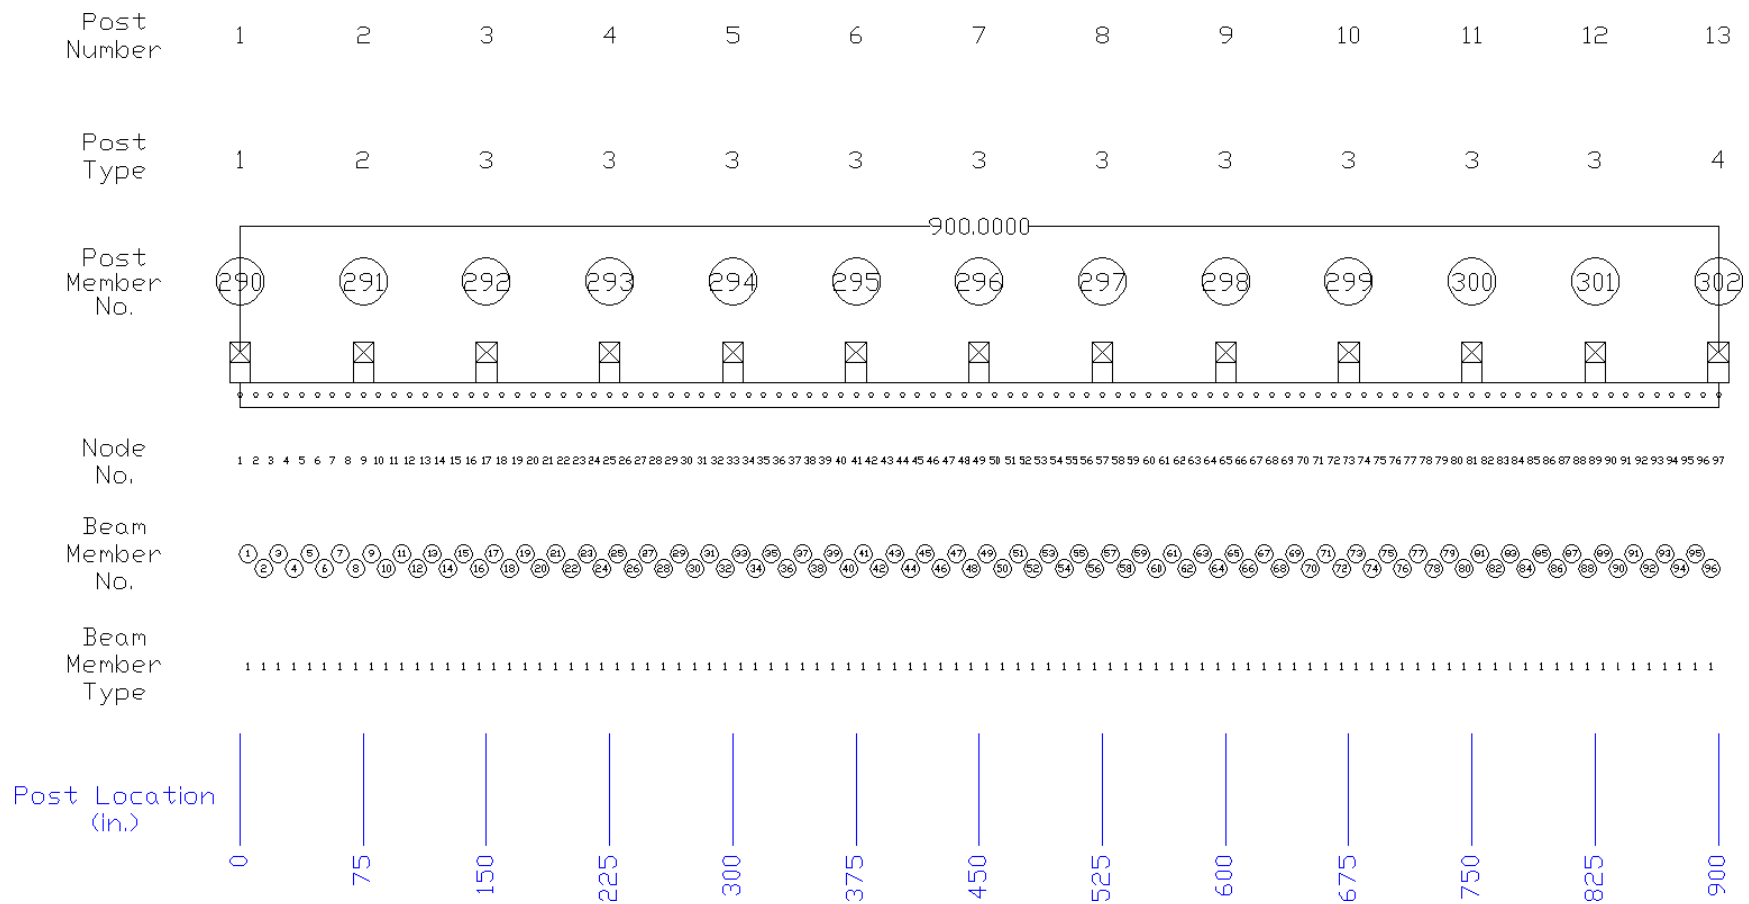 Post
Number
1 2 3 4 5 6 7 8 9 10 11 12 13
Post
Type
1 2 3 3 3 3 3 3 3 3 3 3 4
900.0000
Post
Member
No.
290 291 292 293 294 295 296 297 298 299 300 301 302
Node
No.
1 2 3 4 5 6 7 8 9 10 11 12 13 14 15 16 17 18 19 20 21 22 23 24 25 26 27 28 29 30 31 32 33 34 35 36 37 38 39 40 41 42 43 44 45 46 47 48 49 50 51 52 53 54 55 56 57 58 59 60 61 62 63 64 65 66 67 68 69 70 71 72 73 74 75 76 77 78 79 80 81 82 83 84 85 86 87 88 89 90 91 92 93 94 95 96 97
Beam
Member
No.
1 3 5 7 9 11 13 15 17 19 21 23 25 27 29 31 33 35 37 39 41 43 45 47 49 51 53 55 57 59 61 63 65 67 69 71 73 75 77 79 81 83 85 87 89 91 93 95
2 4 6 8 10 12 14 16 18 20 22 24 26 28 30 32 34 36 38 40 42 44 46 48 50 52 54 56 58 60 62 64 66 68 70 72 74 76 78 80 82 84 86 88 90 92 94 96
Beam
Member
Type
1 1 1 1 1 1 1 1 1 1 1 1 1 1 1 1 1 1 1 1 1 1 1 1 1 1 1 1 1 1 1 1 1 1 1 1 1 1 1 1 1 1 1 1 1 1 1 1 1 1 1 1 1 1 1 1 1 1 1 1 1 1 1 1 1 1 1 1 1 1 1 1 1 1 1 1 1 1 1 1 1 1 1 1 1 1 1 1 1 1 1 1 1 1 1 1
Post Location
(in.)
0 75 150 225 300 375 450 525 600 675 750 825 900